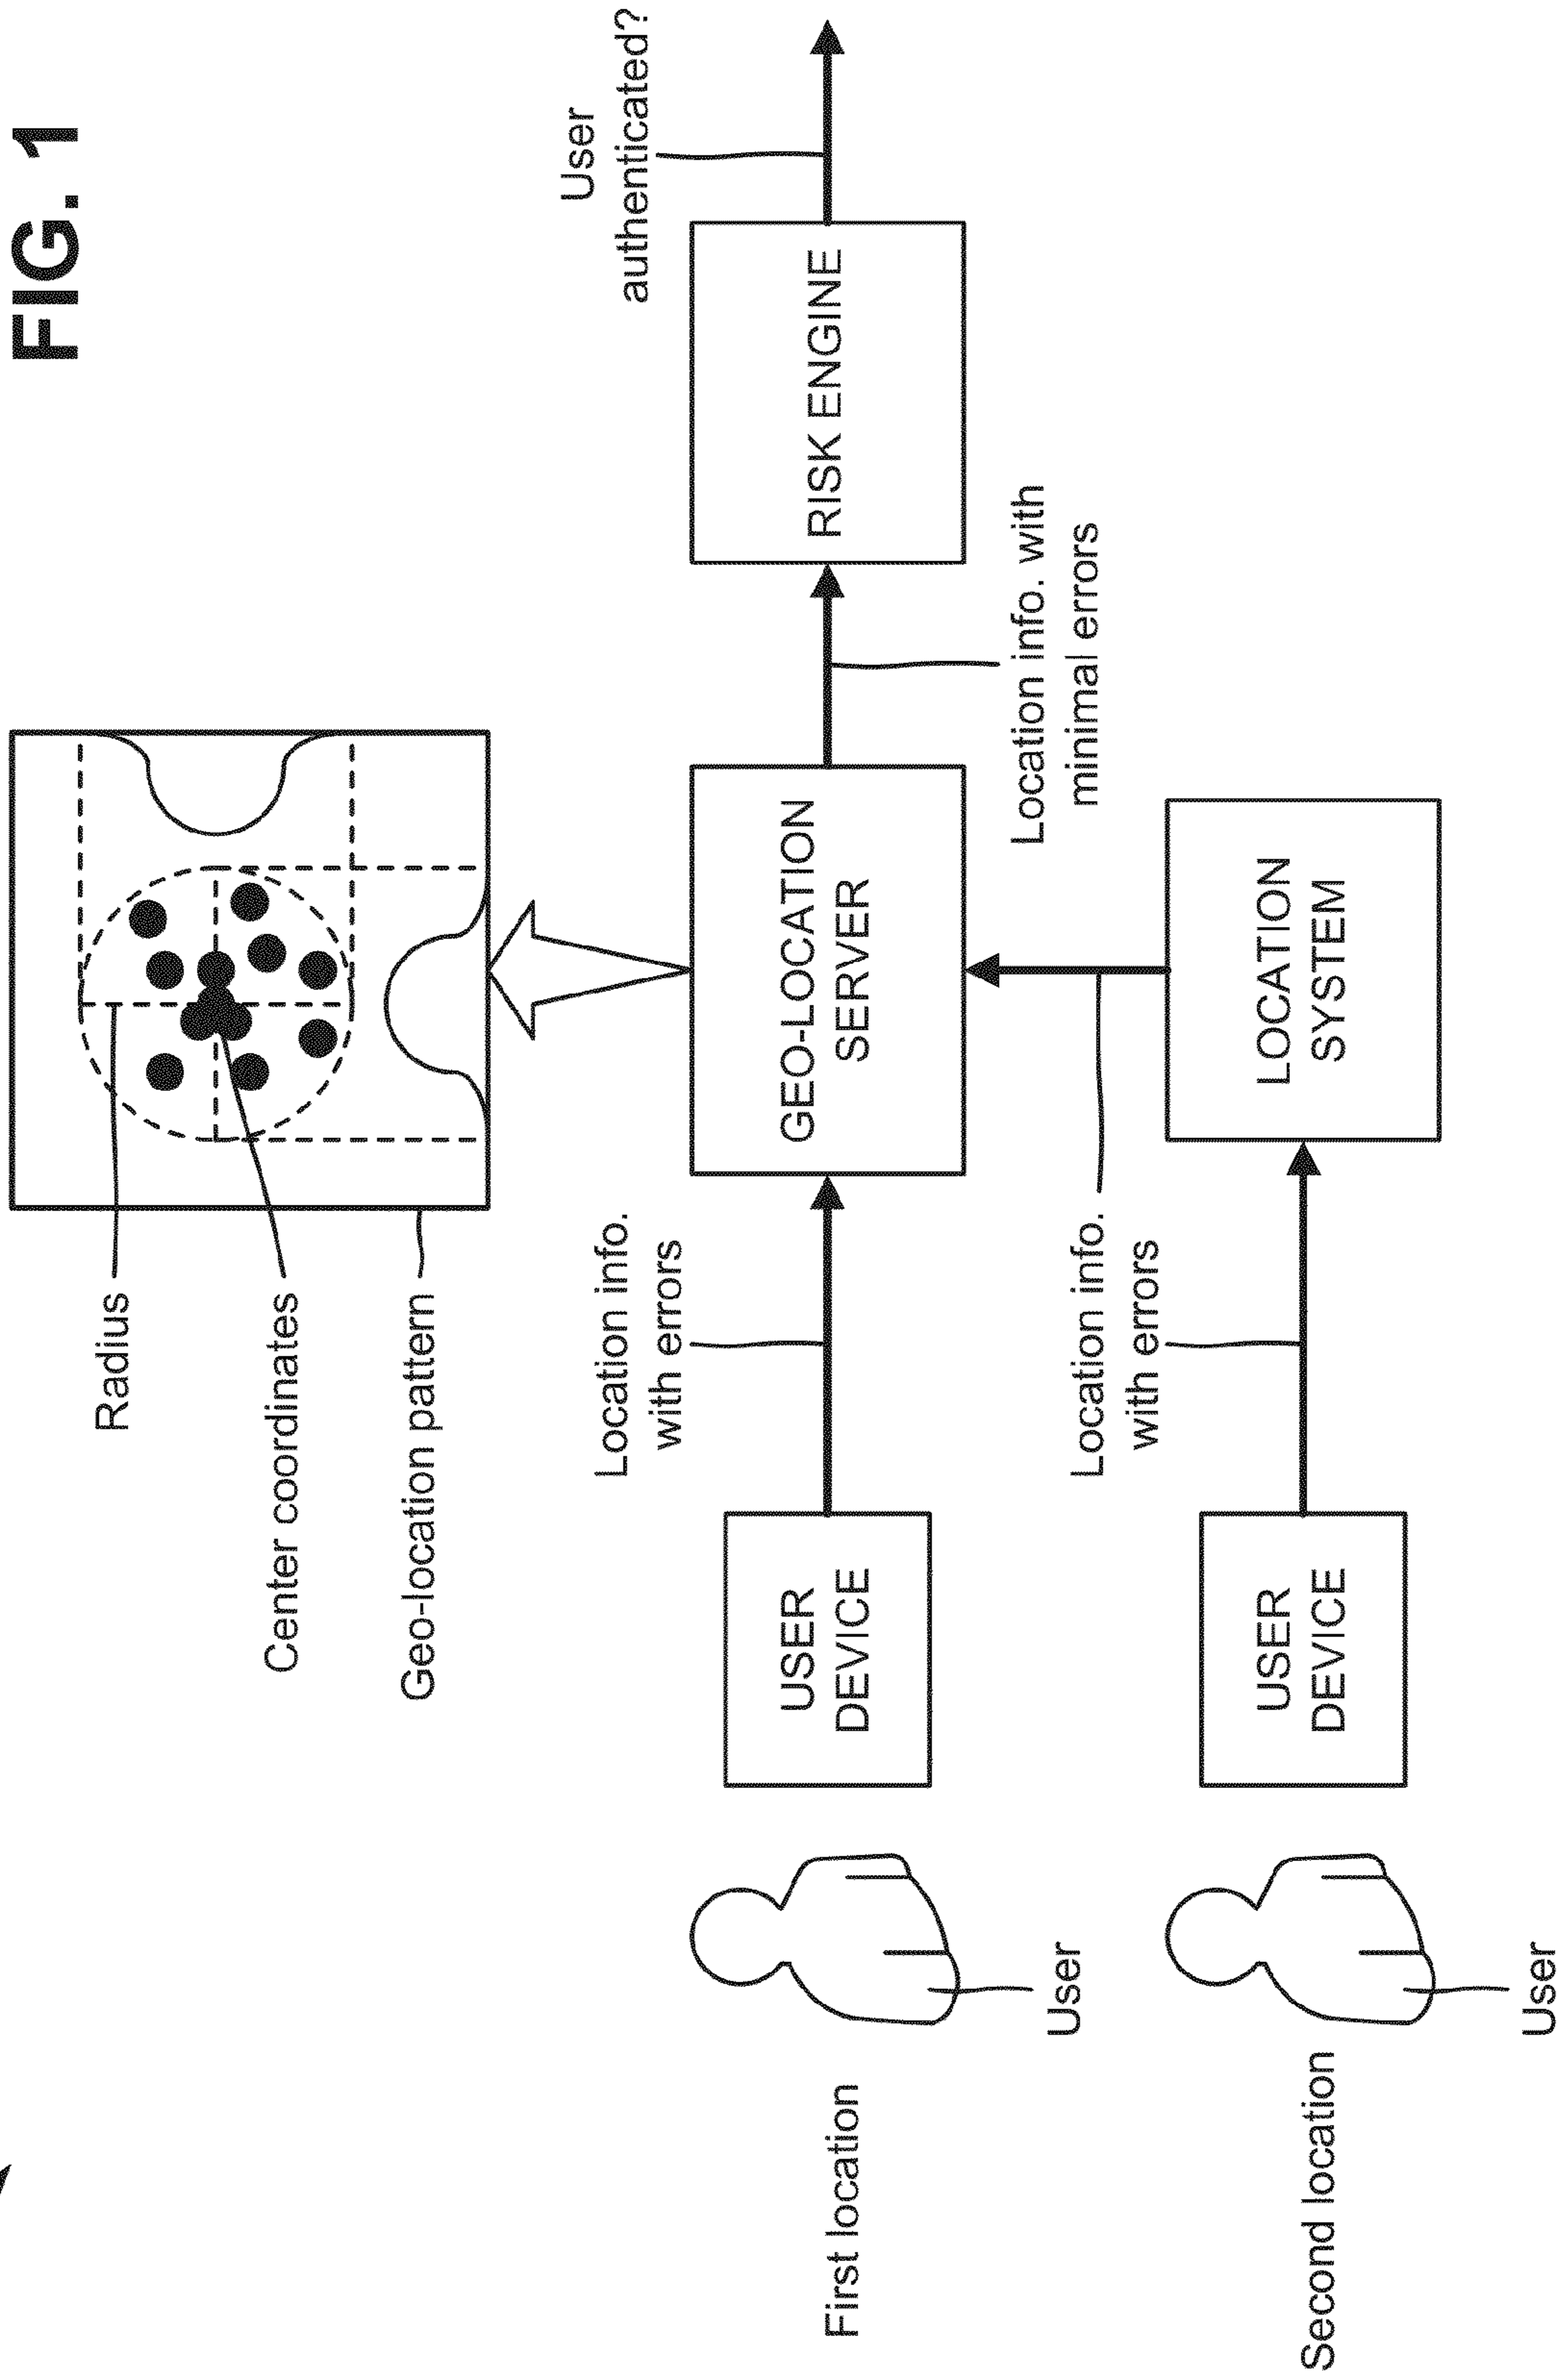 FIG. 1
Radius
Center coordinates
Geo-location pattern
User
authenticated?
Location info.
with errors
First location
User
USER
DEVICE
GEO-LOCATION
SERVER
RISK ENGINE
Location info. with
minimal errors
Location info.
with errors
Second location
User
USER
DEVICE
LOCATION
SYSTEM